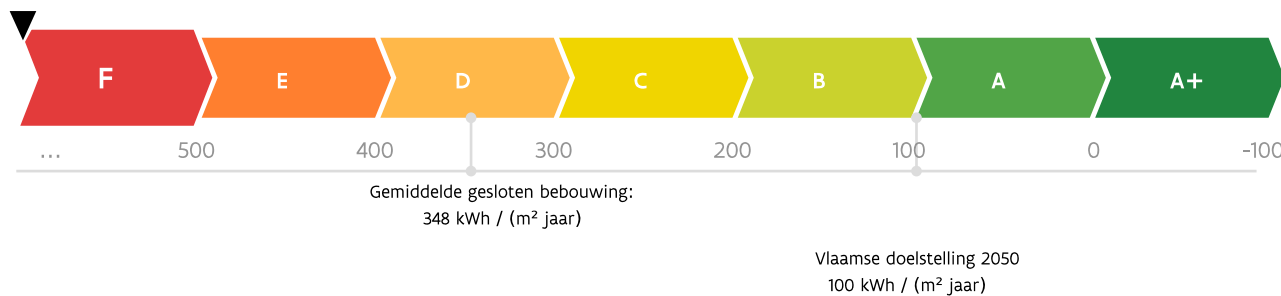 F E D C B A A+
... 500 400 300 200 100 0 -100
Gemiddelde gesloten bebouwing:
348 kWh / (m² jaar)
Vlaamse doelstelling 2050
100 kWh / (m² jaar)